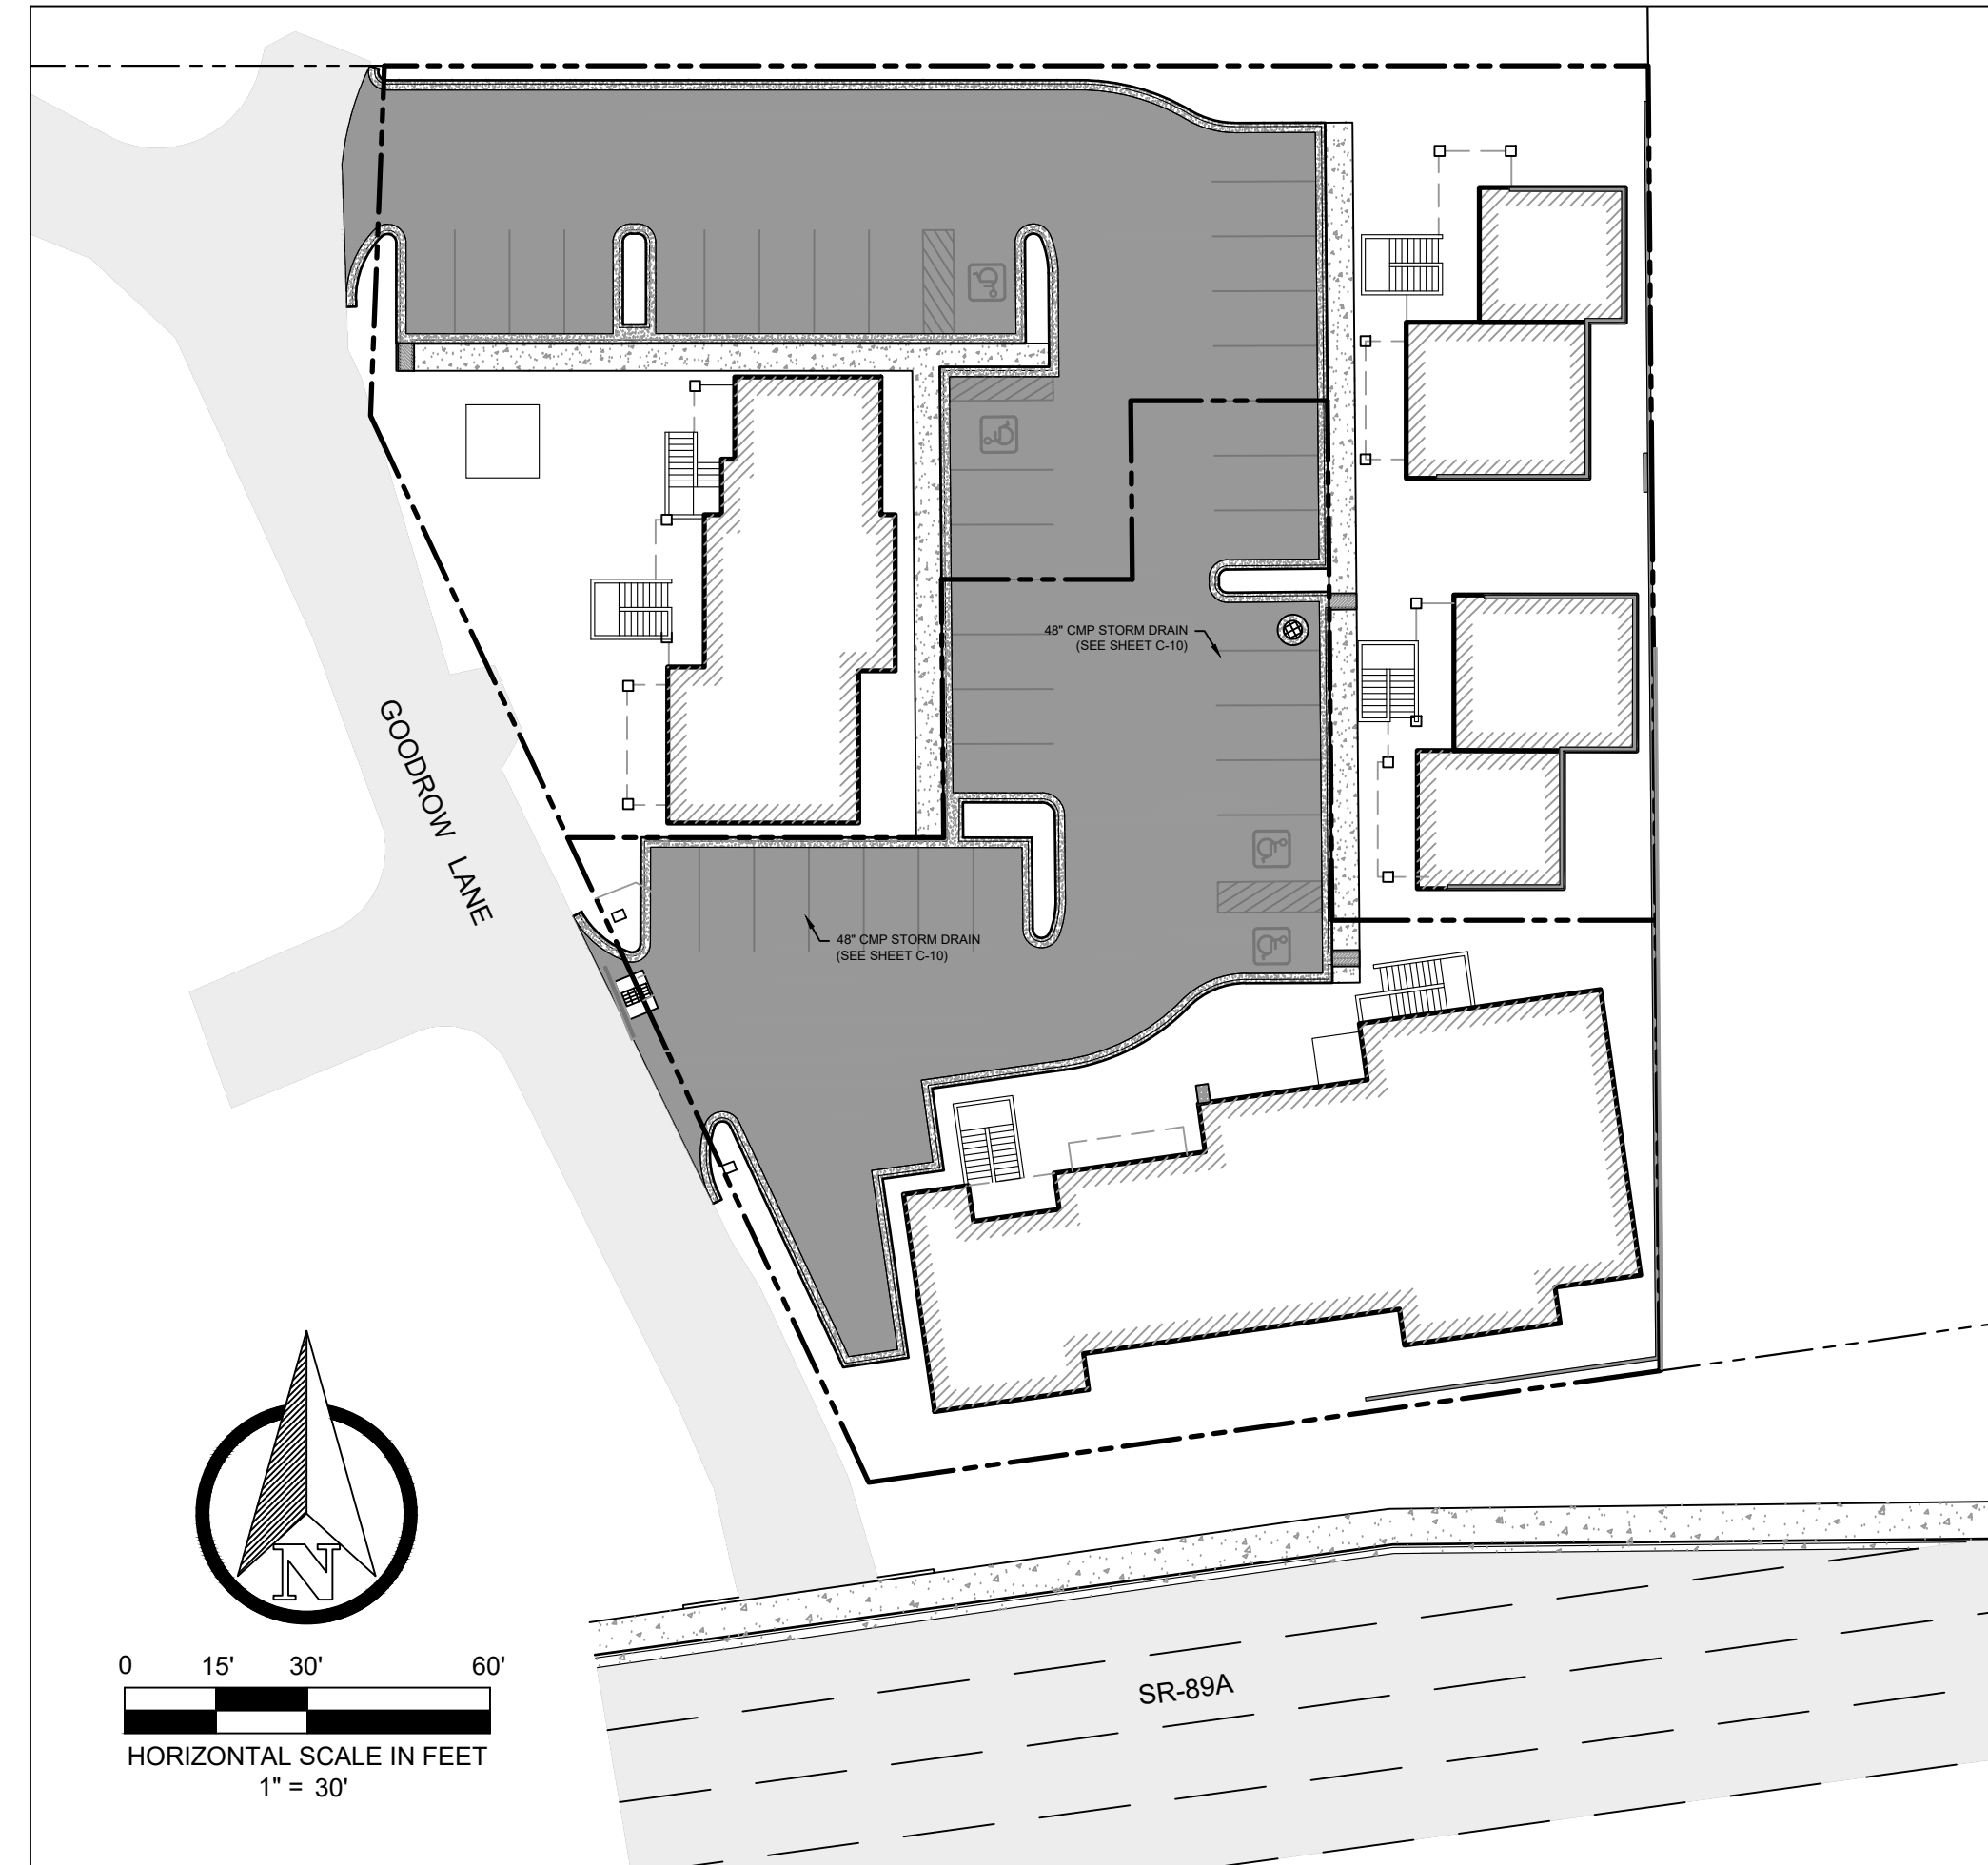 48" CMP STORM DRAIN
(SEE SHEET C-10)
GOODROW LANE
48" CMP STORM DRAIN
(SEE SHEET C-10)
N
0 15' 30' 60'
HORIZONTAL SCALE IN FEET
1" = 30'
SR-89A